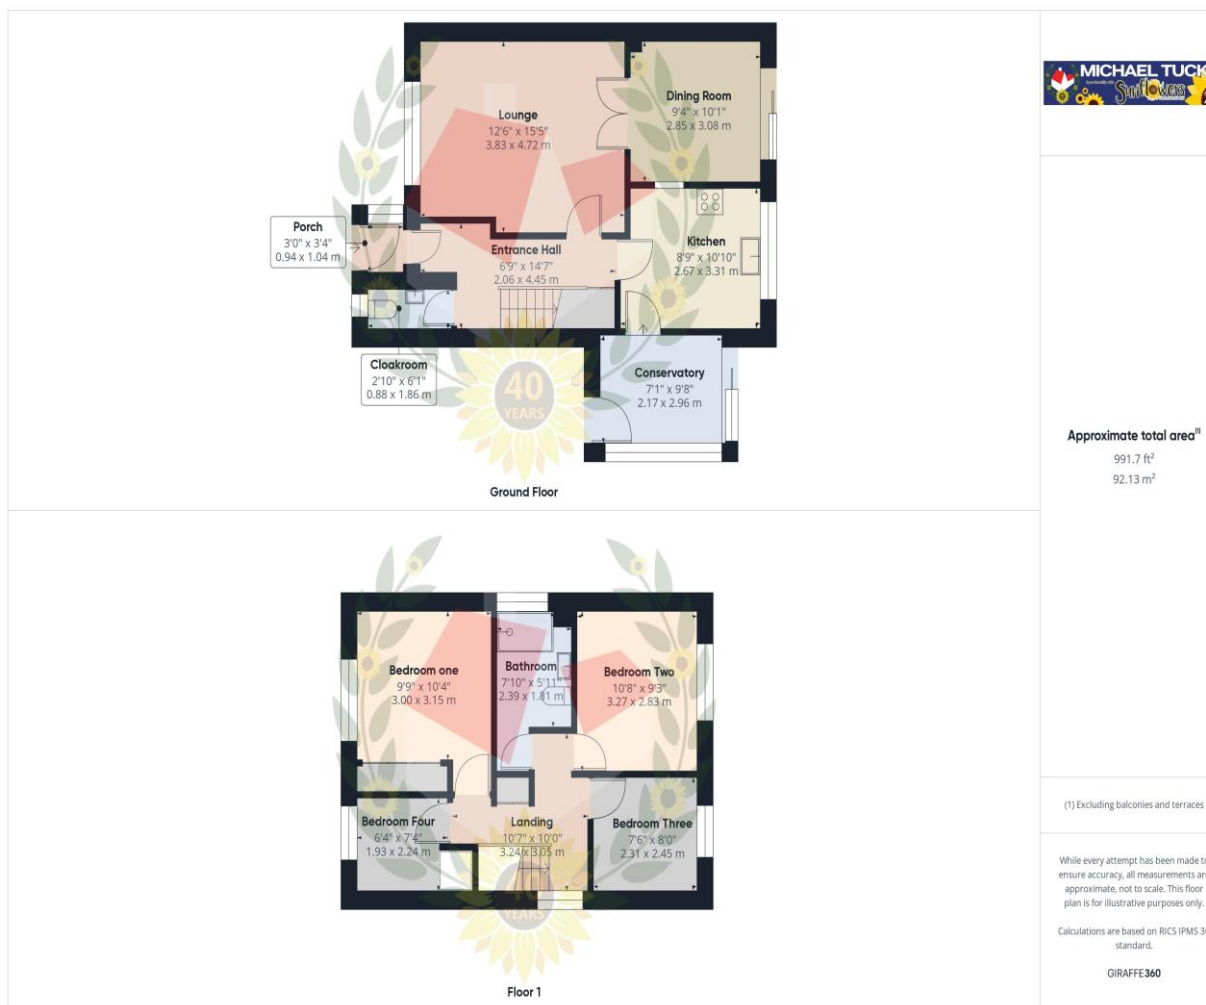 Lounge
12'6" x 15'5"
3.83 x 4.72 m
Dining Room
9'4" x 10'1"
2.85 x 3.08 m
Porch
3'0" x 3'4"
0.94 x 1.04 m
Entrance Hall
6'9" x 14'7"
2.06 x 4.45 m
Kitchen
8'9" x 10'10"
2.67 x 3.31 m
Cloakroom
2'10" x 6'1"
0.88 x 1.86 m
Conservatory
7'1" x 9'8"
2.17 x 2.96 m
40
YEARS
Ground Floor
Bedroom one
9'9" x 10'4"
3.00 x 3.15 m
Bathroom
7'10" x 5'11"
2.39 x 1.81 m
Bedroom Two
10'8" x 9'3"
3.27 x 2.83 m
Bedroom Four
6'4" x 7'4"
1.93 x 2.24 m
Landing
10'7" x 10'0"
3.24 x 3.05 m
Bedroom Three
7'6" x 8'0"
2.31 x 2.45 m
40
YEARS
Floor 1
MICHAEL TUCK
Sunflowers
Approximate total area⁽¹⁾
991.7 ft²
92.13 m²
(1) Excluding balconies and terraces
While every attempt has been made to
ensure accuracy, all measurements are
approximate, not to scale. This floor
plan is for illustrative purposes only.
Calculations are based on RICS IPMS 3
standard.
GIRAFFE360